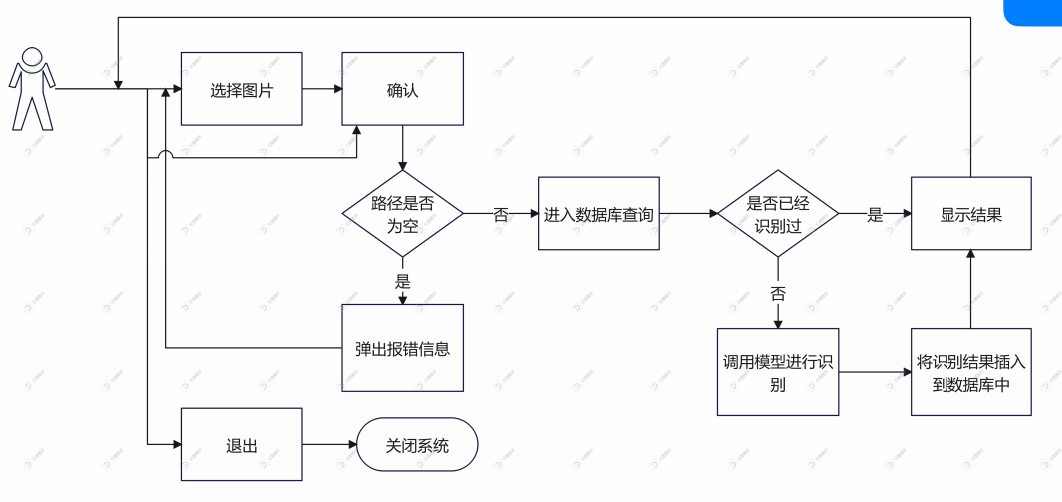 选择图片
确认
路径是否
为空
否
进入数据库查询
是否已经
识别过
是
显示结果
是
否
弹出报错信息
调用模型进行识
别
将识别结果插入
到数据库中
退出
关闭系统